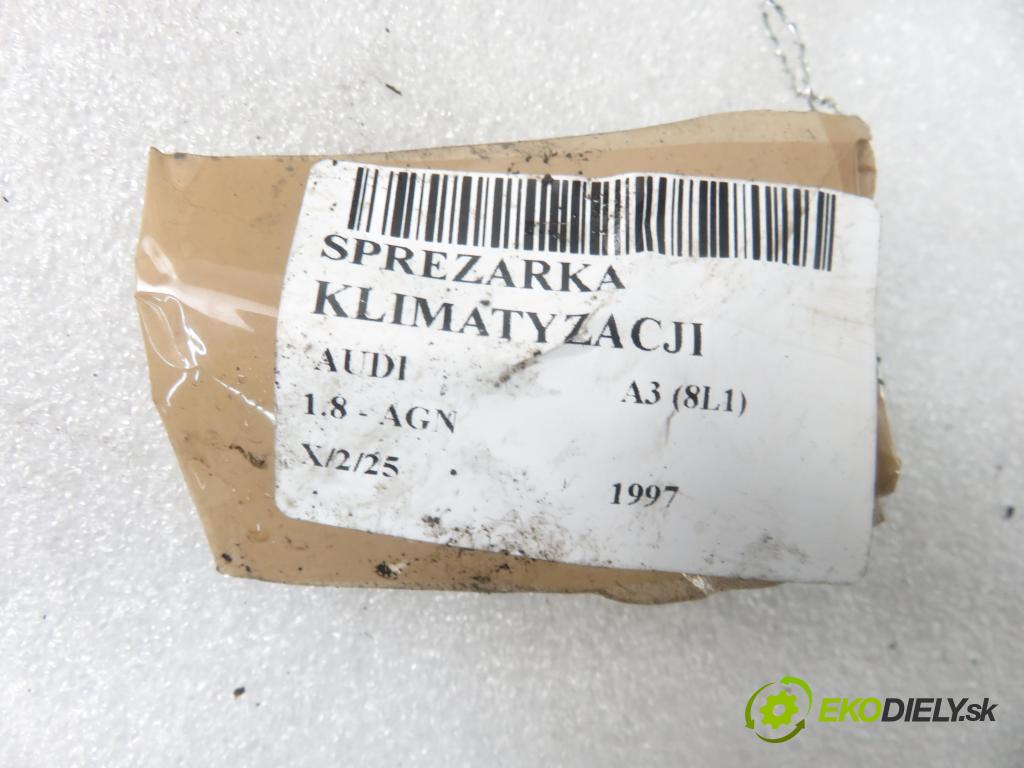 SPREZARKA
KLIMATYZACJI
AUDI A3 (8L1)
1.8 - AGN
X/2/25 1997
EKODIELY.sk